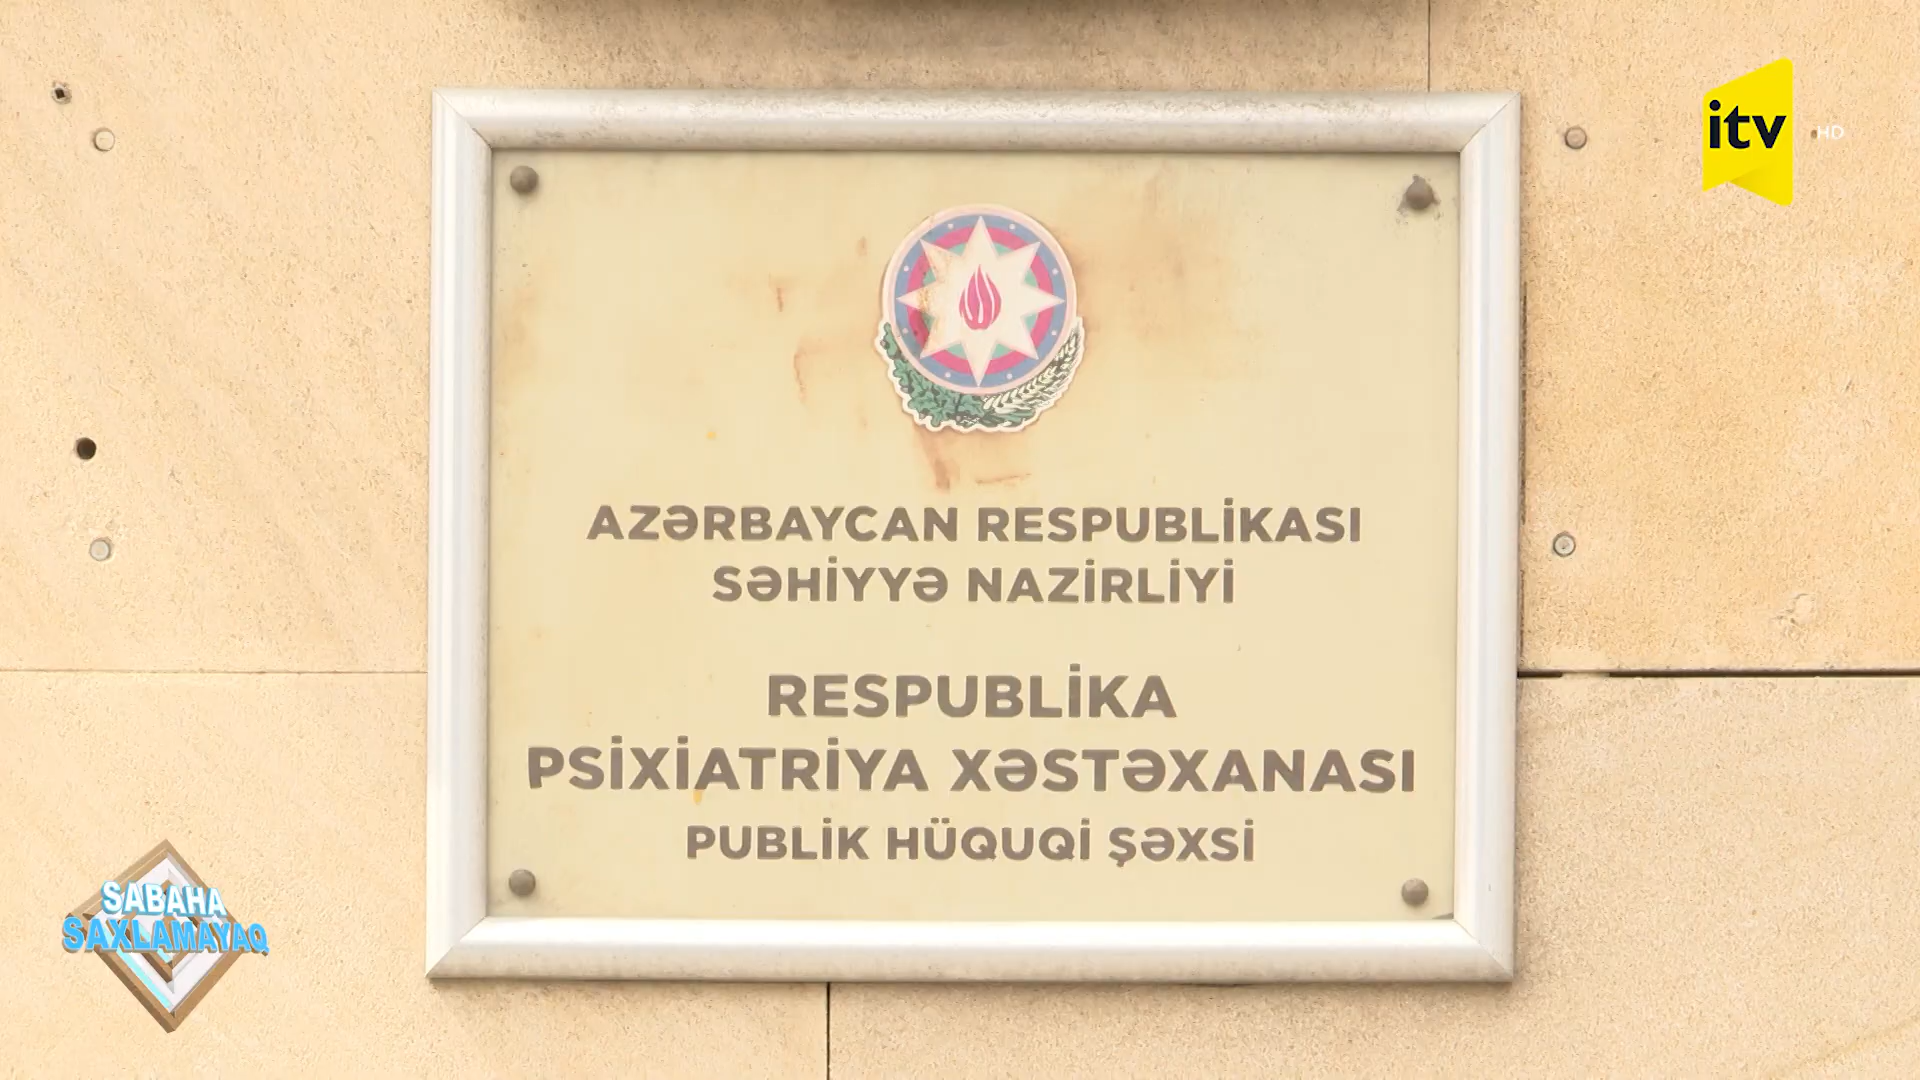 itv HD
AZƏRBAYCAN RESPUBLİKASI
SƏHİYYƏ NAZİRLİYİ
RESPUBLİKA
PSİXİATRİYA XƏSTƏXANASI
PUBLİK HÜQUQİ ŞƏXSİ
SABAHA
SAXLAMAYAQ